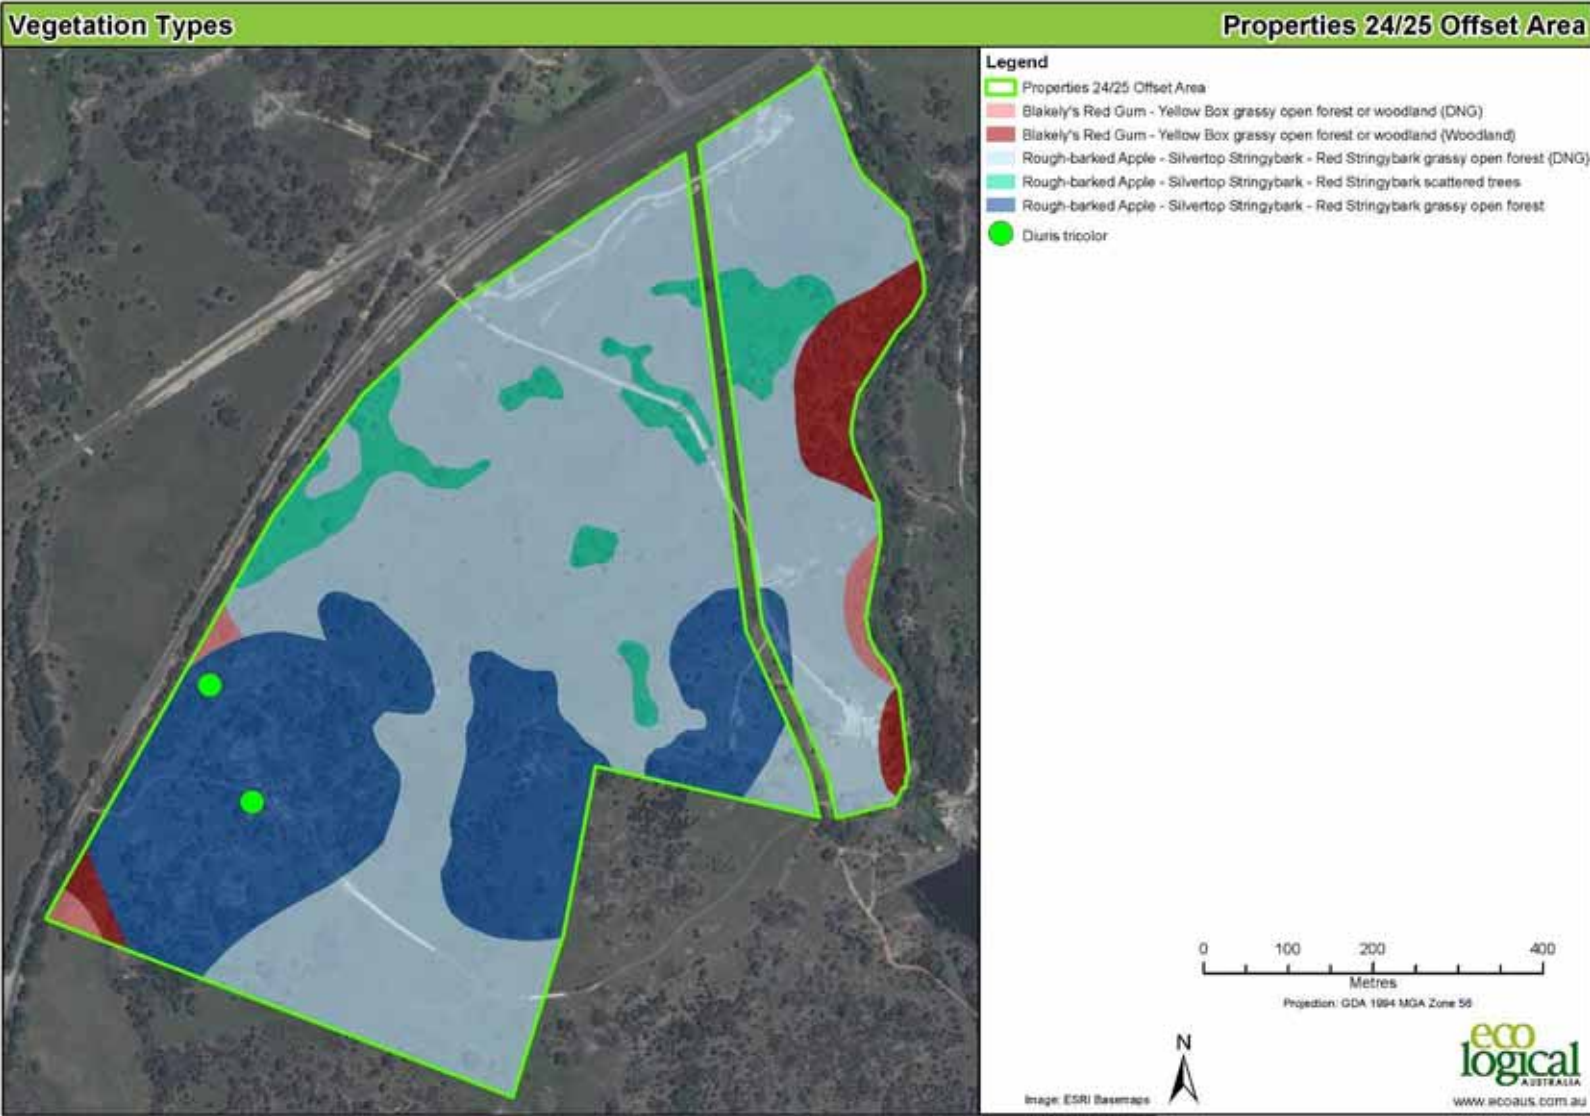 Vegetation Types
Properties 24/25 Offset Area
Legend
Properties 24/25 Offset Area
Blakely's Red Gum - Yellow Box grassy open forest or woodland (DNG)
Blakely's Red Gum - Yellow Box grassy open forest or woodland (Woodland)
Rough-barked Apple - Silvertop Stringybark - Red Stringybark grassy open forest (DNG)
Rough-barked Apple - Silvertop Stringybark - Red Stringybark scattered trees
Rough-barked Apple - Silvertop Stringybark - Red Stringybark grassy open forest
Diuris tricolor
0 100 200 400
Metres
Projection: GDA 1994 MGA Zone 56
N
eco
logical
AUSTRALIA
Image: ESRI Basemaps
www.ecoaus.com.au